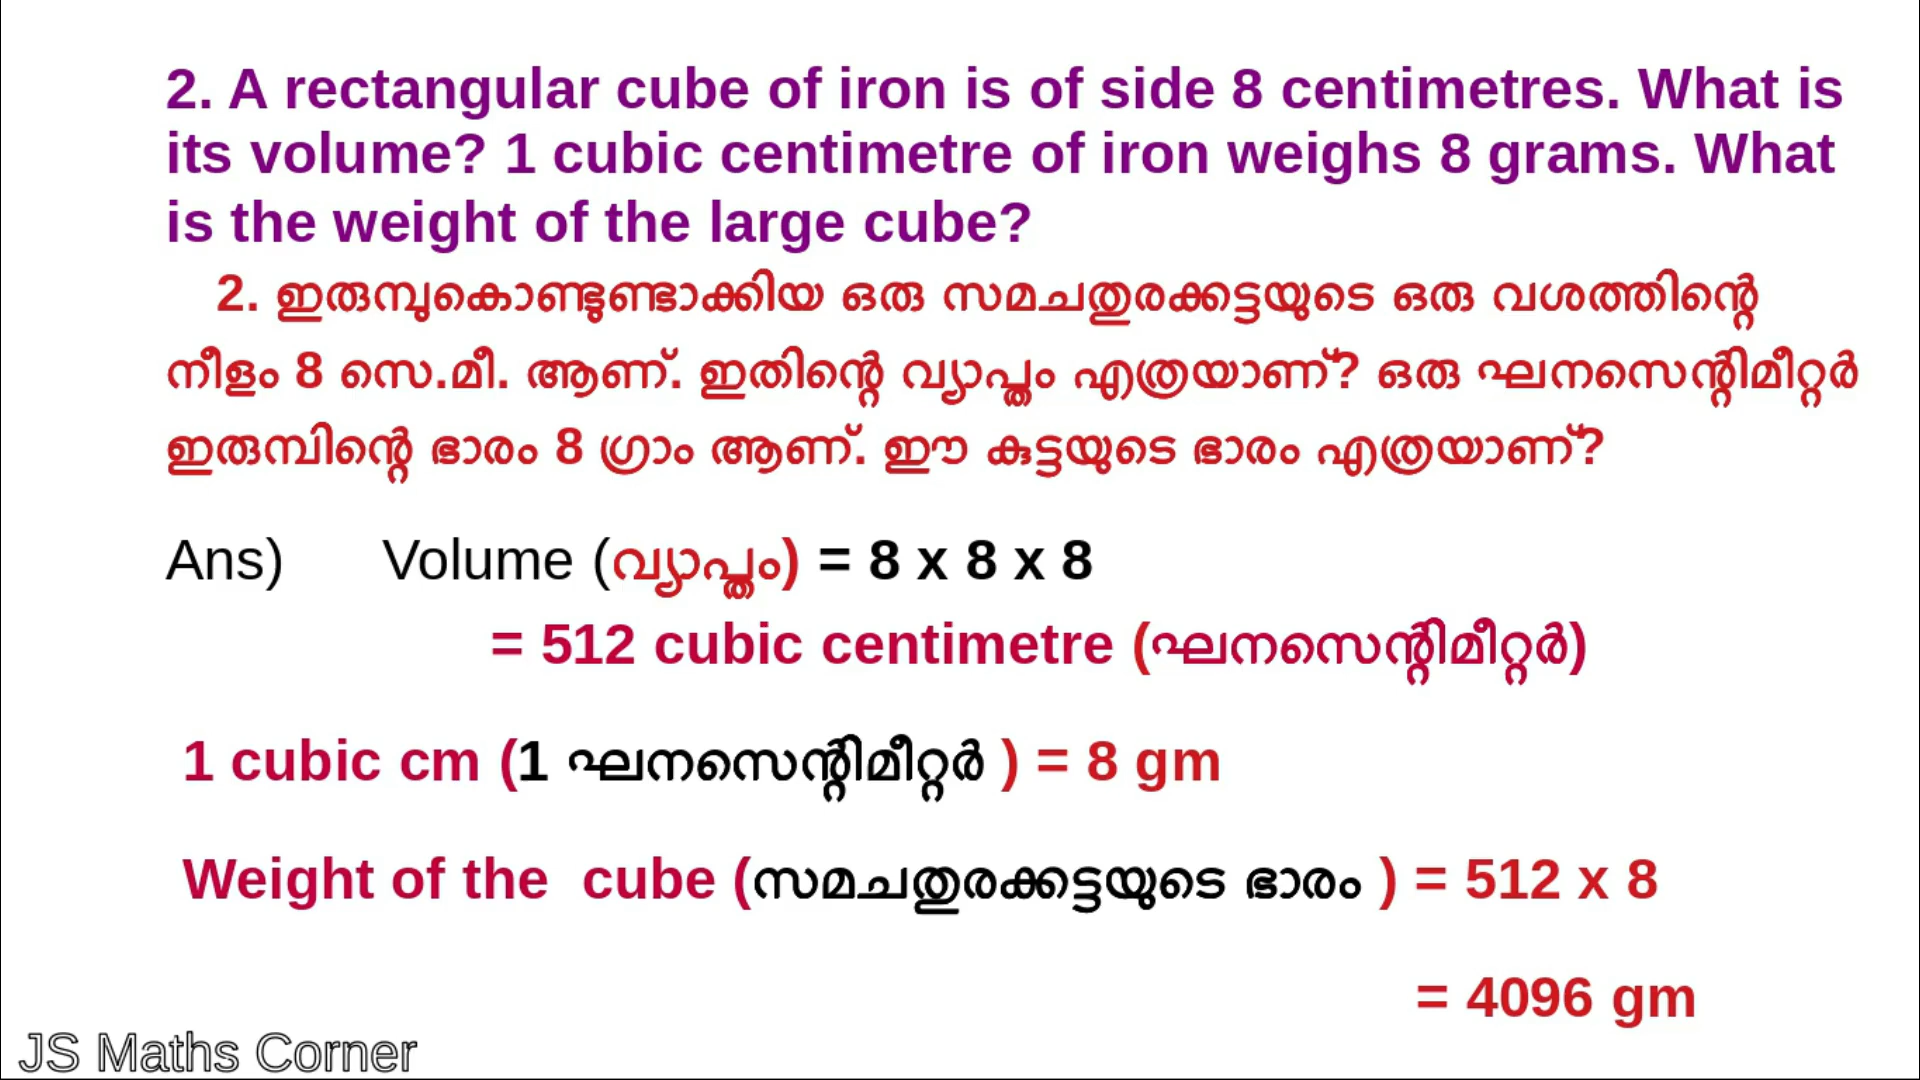 2. A rectangular cube of iron is of side 8 centimetres. What is
its volume? 1 cubic centimetre of iron weighs 8 grams. What
is the weight of the large cube?
2. ഇരുമ്പുകൊണ്ടുണ്ടാക്കിയ ഒരു സമചതുരക്കട്ടയുടെ ഒരു വശത്തിന്റെ
നീളം 8 സെ.മീ. ആണ്. ഇതിന്റെ വ്യാപ്തം എത്രയാണ്? ഒരു ഘനസെന്റിമീറ്റർ
ഇരുമ്പിന്റെ ഭാരം 8 ഗ്രാം ആണ്. ഈ കുട്ടയുടെ ഭാരം എത്രയാണ്?
Ans) Volume (വ്യാപ്തം) = 8 x 8 x 8
= 512 cubic centimetre (ഘനസെന്റിമീറ്റർ)
1 cubic cm (1 ഘനസെന്റിമീറ്റർ ) = 8 gm
Weight of the cube (സമചതുരക്കട്ടയുടെ ഭാരം ) = 512 x 8
= 4096 gm
JS Maths Corner